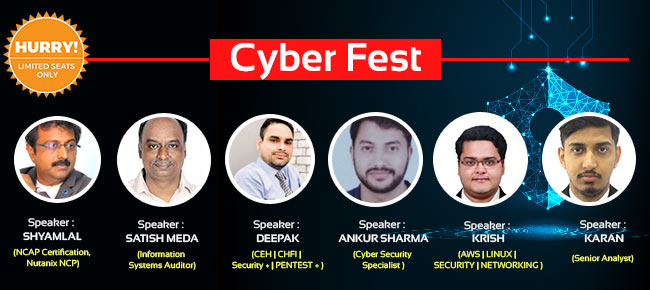 HURRY!
LIMITED SEATS
ONLY
Cyber Fest
Speaker :
SHYAMLAL
(NCAP Certification,
Nutanix NCP)
Speaker :
SATISH MEDA
(Information
Systems Auditor)
Speaker :
DEEPAK
(CEH | CHFI |
Security + | PENTEST + )
Speaker :
ANKUR SHARMA
(Cyber Security
Specialist )
Speaker :
KRISH
(AWS | LINUX |
SECURITY | NETWORKING )
Speaker :
KARAN
(Senior Analyst)